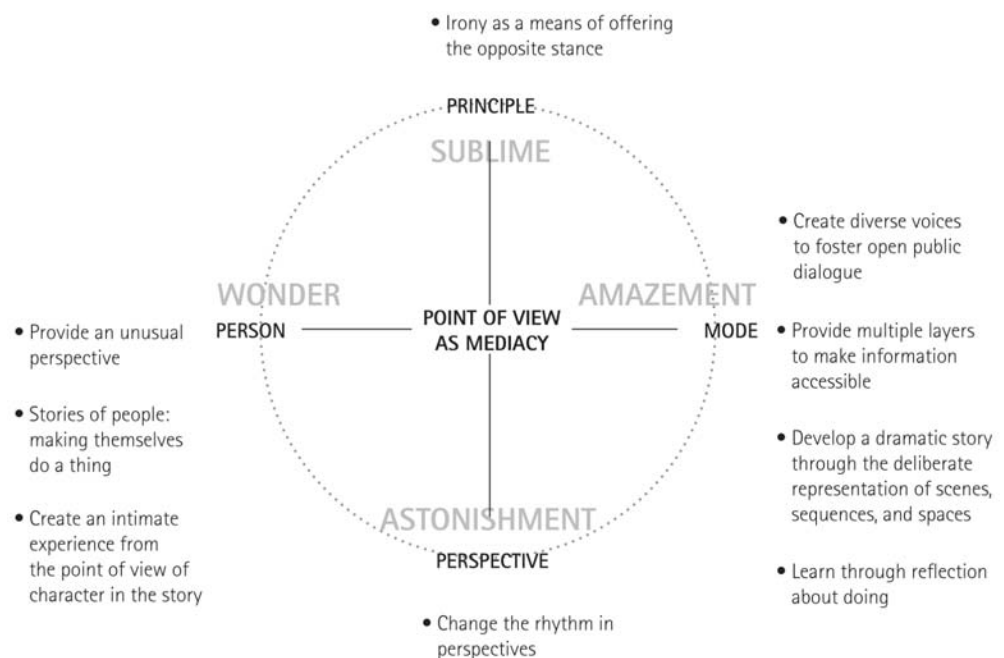 • Irony as a means of offering
the opposite stance
PRINCIPLE
SUBLIME
WONDER
PERSON
• Provide an unusual
perspective
• Stories of people:
making themselves
do a thing
• Create an intimate
experience from
the point of view of
character in the story
POINT OF VIEW
AS MEDIACY
AMAZEMENT
MODE
• Create diverse voices
to foster open public
dialogue
• Provide multiple layers
to make information
accessible
• Develop a dramatic story
through the deliberate
representation of scenes,
sequences, and spaces
• Learn through reflection
about doing
ASTONISHMENT
PERSPECTIVE
• Change the rhythm in
perspectives